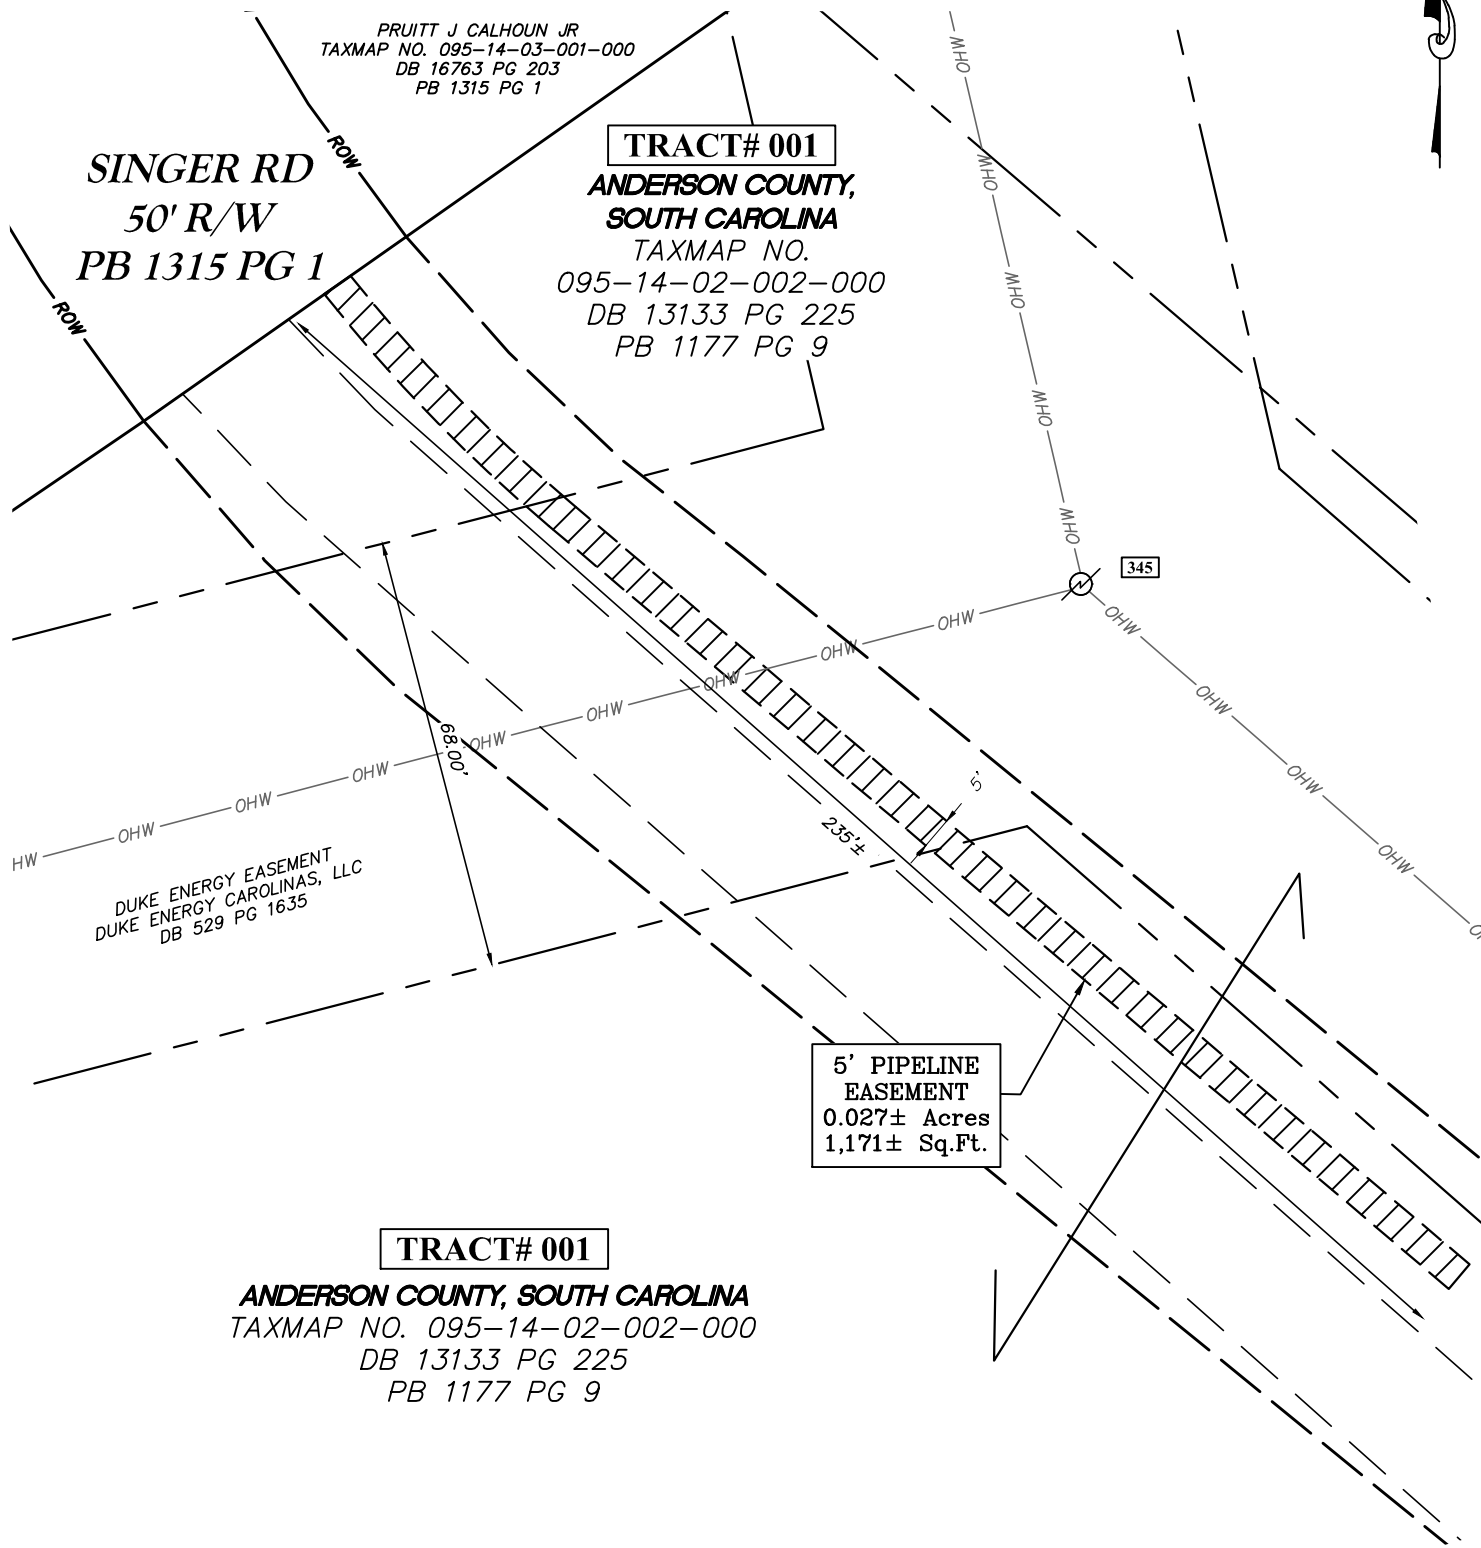 PRUITT J CALHOUN JR
TAXMAP NO. 095-14-03-001-000
DB 16763 PG 203
PB 1315 PG 1
ROW
SINGER RD
50' R/W
PB 1315 PG 1
ROW
TRACT# 001
ANDERSON COUNTY,
SOUTH CAROLINA
TAXMAP NO.
095-14-02-002-000
DB 13133 PG 225
PB 1177 PG 9
OHW
OHW
OHW
OHW
OHW
345
OHW
OHW
OHW
OHW
OHW
OHW
OHW
OHW
OHW
HW
OHW
OHW
OHW
68.00'
5'
235'±
DUKE ENERGY EASEMENT
DUKE ENERGY CAROLINAS, LLC
DB 529 PG 1635
5' PIPELINE
EASEMENT
0.027± Acres
1,171± Sq.Ft.
TRACT# 001
ANDERSON COUNTY, SOUTH CAROLINA
TAXMAP NO. 095-14-02-002-000
DB 13133 PG 225
PB 1177 PG 9